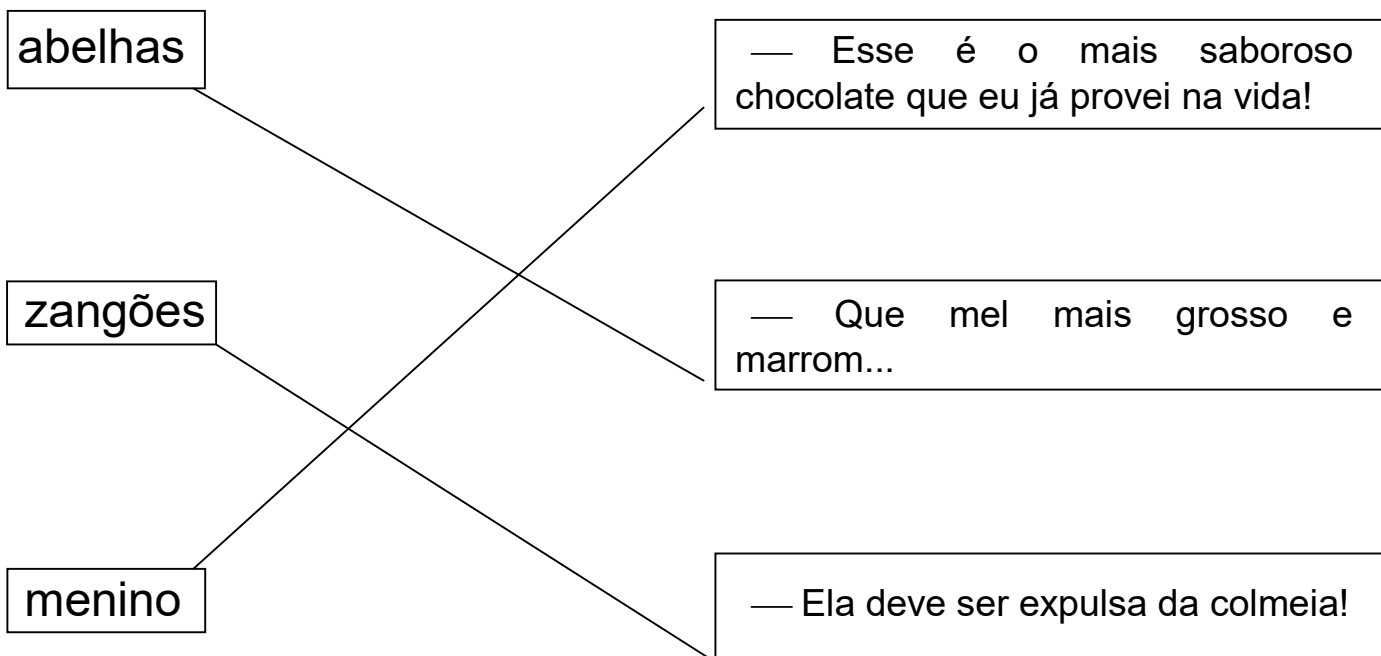 abelhas
— Esse é o mais saboroso
chocolate que eu já provei na vida!
zangões
— Que mel mais grosso e
marrom...
menino
— Ela deve ser expulsa da colmeia!